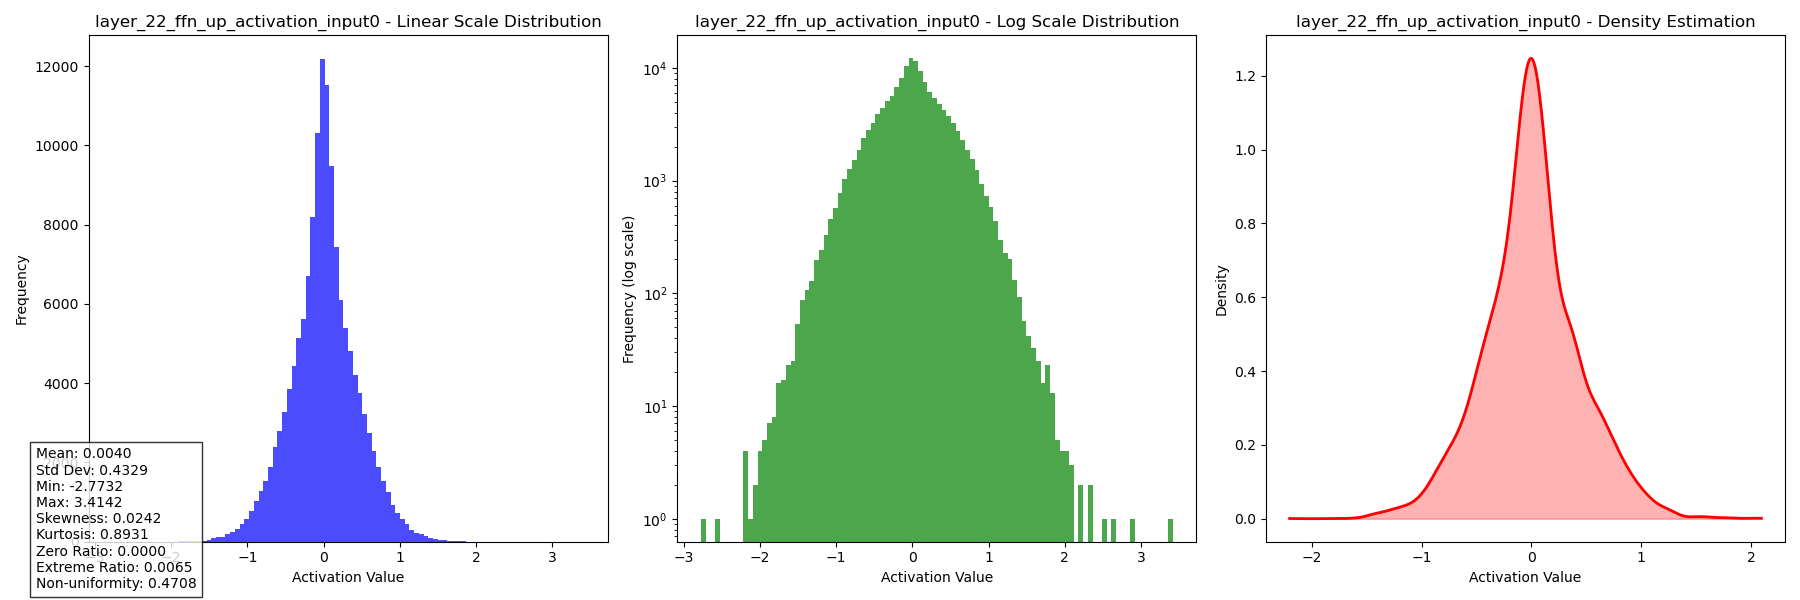 layer_22_ffn_up_activation_input0 - Linear Scale Distribution
12000
10000
8000
6000
4000
Frequency
−1
0
1
2
3
Activation Value
Mean: 0.0040
Std Dev: 0.4329
Min: -2.7732
Max: 3.4142
Skewness: 0.0242
Kurtosis: 0.8931
Zero Ratio: 0.0000
Extreme Ratio: 0.0065
Non-uniformity: 0.4708
layer_22_ffn_up_activation_input0 - Log Scale Distribution
10^4
10^3
10^2
10^1
10^0
Frequency (log scale)
−3
−2
−1
0
1
2
3
Activation Value
layer_22_ffn_up_activation_input0 - Density Estimation
1.2
1.0
0.8
0.6
0.4
0.2
0.0
Density
−2
−1
0
1
2
Activation Value